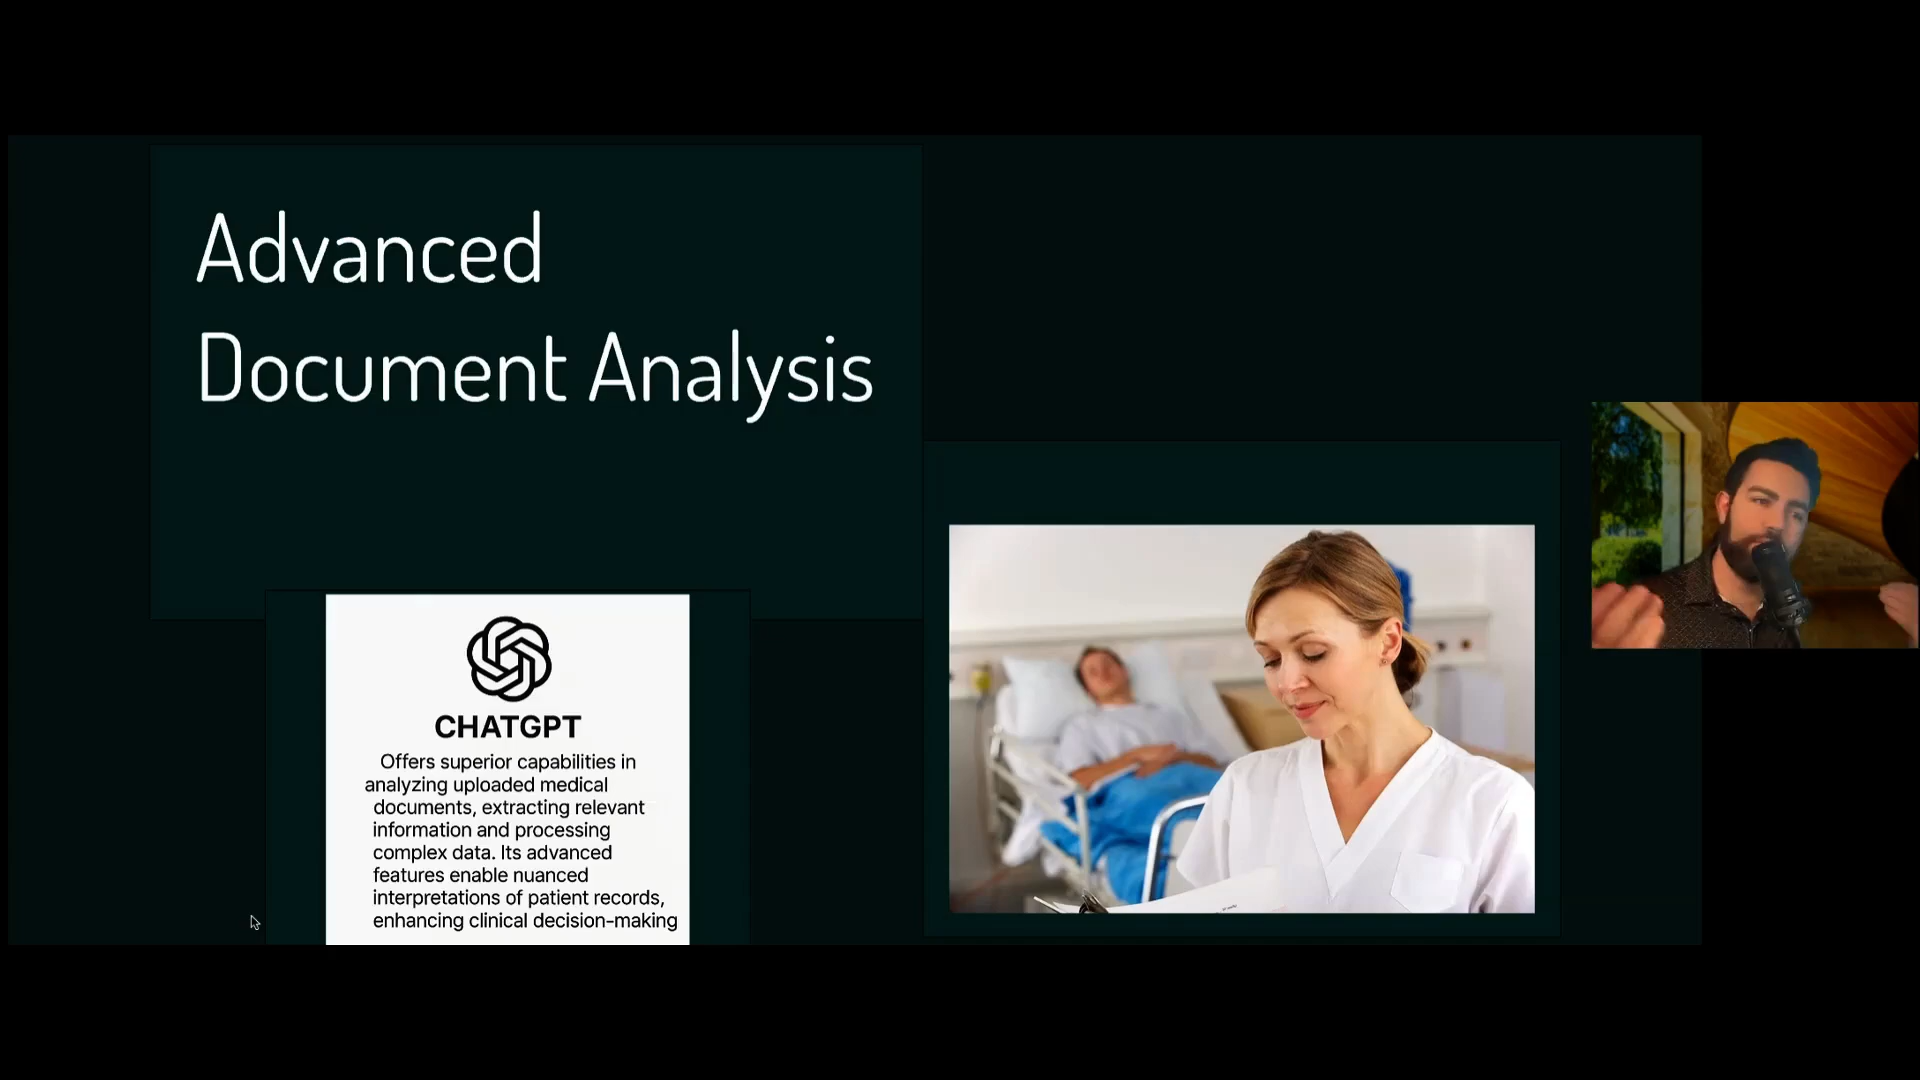 Advanced
Document Analysis
CHATGPT
Offers superior capabilities in
analyzing uploaded medical
documents, extracting relevant
information and processing
complex data. Its advanced
features enable nuanced
interpretations of patient records,
enhancing clinical decision-making